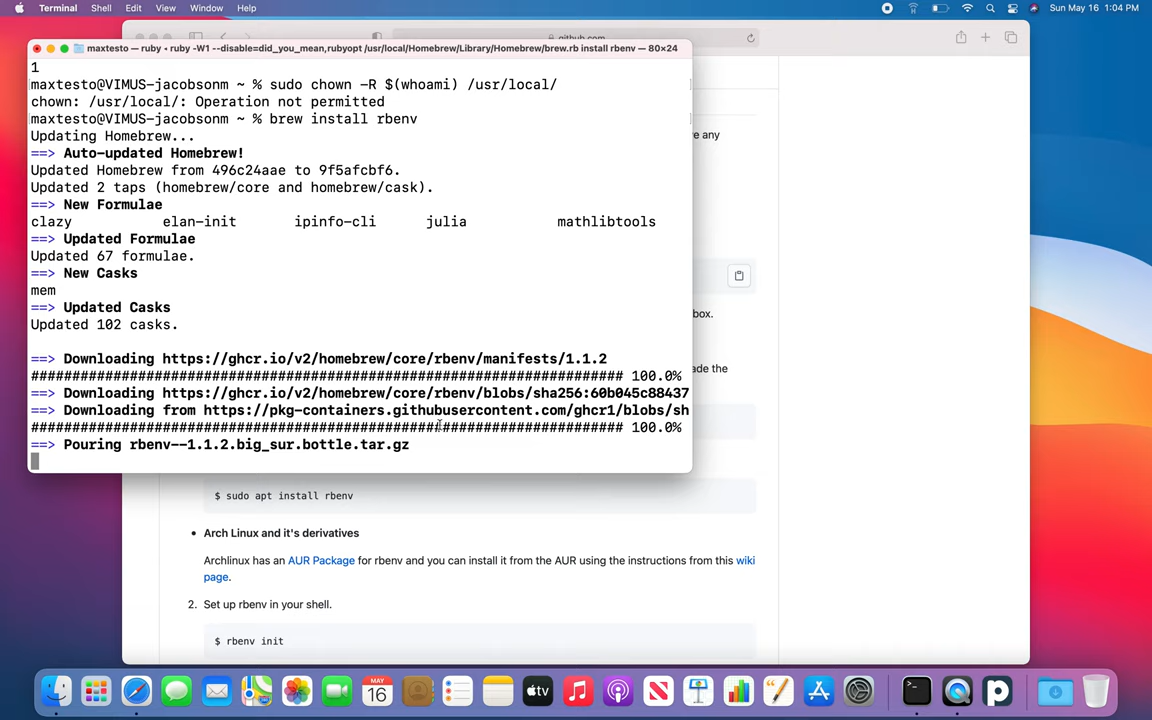 Terminal Shell Edit View Window Help Sun May 16 1:04 PM
github.com
maxtesto — ruby • ruby -W1 --disable=did_you_mean,rubyopt /usr/local/Homebrew/Library/Homebrew/brew.rb install rbenv — 80×24
1
maxtesto@VIMUS-jacobsonm ~ % sudo chown -R $(whoami) /usr/local/
chown: /usr/local/: Operation not permitted
maxtesto@VIMUS-jacobsonm ~ % brew install rbenv
Updating Homebrew...
==> Auto-updated Homebrew!
Updated Homebrew from 496c24aae to 9f5afcbf6.
Updated 2 taps (homebrew/core and homebrew/cask).
==> New Formulae
clazy elan-init ipinfo-cli julia mathlibtools
==> Updated Formulae
Updated 67 formulae.
==> New Casks
mem
==> Updated Casks
Updated 102 casks.
==> Downloading https://ghcr.io/v2/homebrew/core/rbenv/manifests/1.1.2
######################################################################## 100.0%
==> Downloading https://ghcr.io/v2/homebrew/core/rbenv/blobs/sha256:60b045c88437
==> Downloading from https://pkg-containers.githubusercontent.com/ghcr1/blobs/sh
######################################################################## 100.0%
==> Pouring rbenv--1.1.2.big_sur.bottle.tar.gz
re any
box.
ade the
$ sudo apt install rbenv
• Arch Linux and it's derivatives
Archlinux has an AUR Package for rbenv and you can install it from the AUR using the instructions from this wiki
page.
2. Set up rbenv in your shell.
$ rbenv init
MAY
16
tv